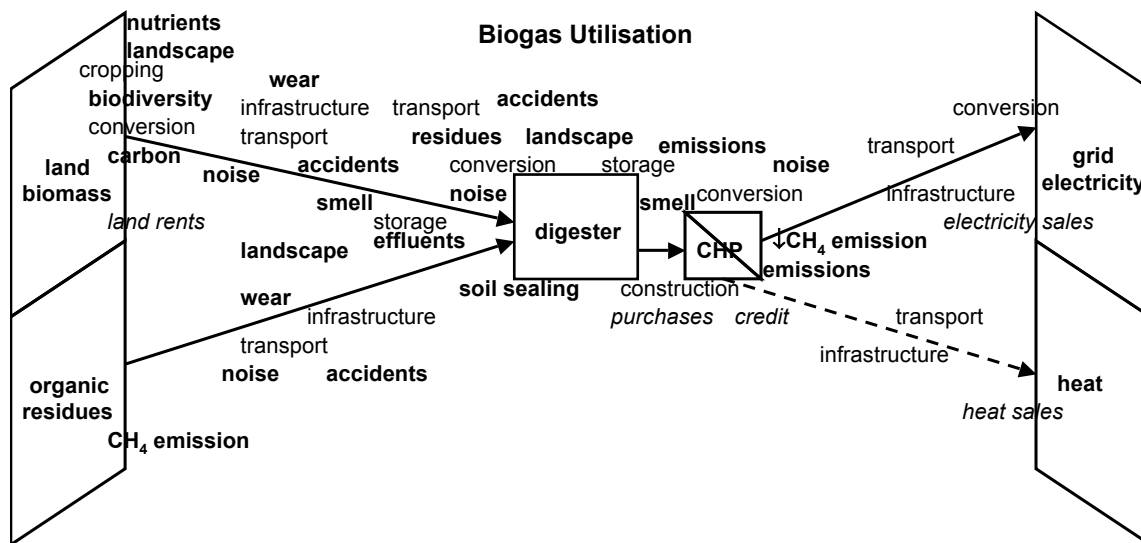 nutrients
Biogas Utilisation
landscape
cropping
wear
biodiversity
infrastructure
transport
accidents
conversion
conversion
transport
residues
landscape
emissions
transport
carbon
land
biomass
noise
accidents
conversion
storage
noise
grid
electricity
smell
noise
smell
conversion
infrastructure
land rents
storage
electricity sales
digester
landscape
effluents
CHP
↓CH₄ emission
emissions
soil sealing
construction
wear
purchases
credit
infrastructure
transport
transport
infrastructure
noise
accidents
organic
residues
heat
heat sales
CH₄ emission